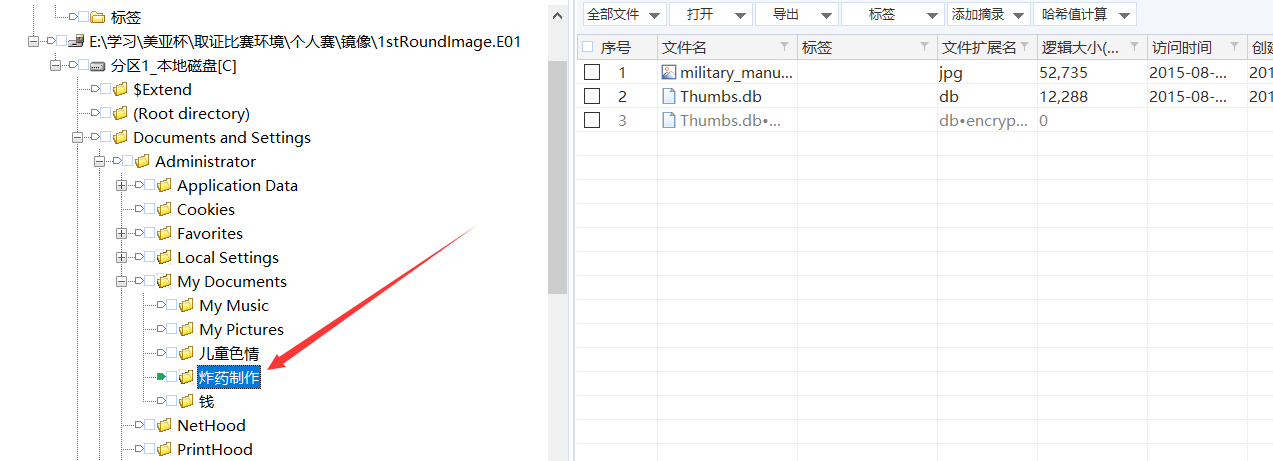 标签
E:\学习\美亚杯\取证比赛环境\个人赛\镜像\1stRoundImage.E01
分区1_本地磁盘[C]
$Extend
(Root directory)
Documents and Settings
Administrator
Application Data
Cookies
Favorites
Local Settings
My Documents
My Music
My Pictures
儿童色情
炸药制作
钱
NetHood
PrintHood
全部文件 打开 导出 标签 添加摘录 哈希值计算
序号 文件名 标签 文件扩展名 逻辑大小(... 访问时间 创建
1 military_manu... jpg 52,735 2015-08-... 201
2 Thumbs.db db 12,288 2015-08-... 201
3 Thumbs.db•... db•encryp... 0